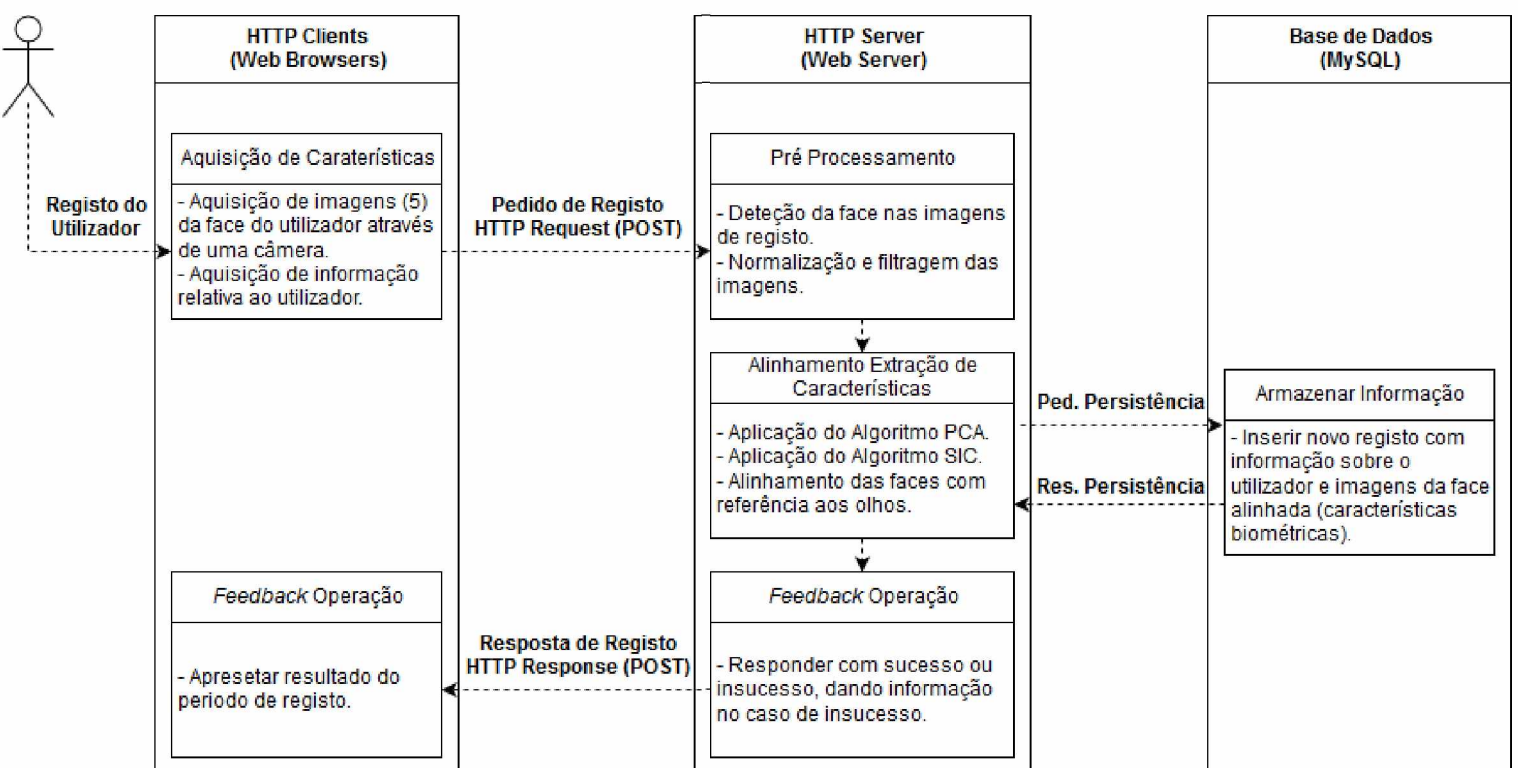 HTTP Clients
(Web Browsers)
HTTP Server
(Web Server)
Base de Dados
(MySQL)
Registo do
Utilizador
Aquisição de Caraterísticas
- Aquisição de imagens (5)
da face do utilizador através
de uma câmera.
- Aquisição de informação
relativa ao utilizador.
Pedido de Registo
HTTP Request (POST)
Pré Processamento
- Deteção da face nas imagens
de registo.
- Normalização e filtragem das
imagens.
Alinhamento Extração de
Característícas
- Aplicação do Algoritmo PCA.
- Aplicação do Algoritmo SIC.
- Alinhamento das faces com
referência aos olhos.
Ped. Persistência
Res. Persistência
Armazenar Informação
- Inserir novo registo com
informação sobre o
utilizador e imagens da face
alinhada (característícas
biométricas).
Feedback Operação
- Responder com sucesso ou
insucesso, dando informação
no caso de insucesso.
Resposta de Registo
HTTP Response (POST)
Feedback Operação
- Apresetar resultado do
periodo de registo.